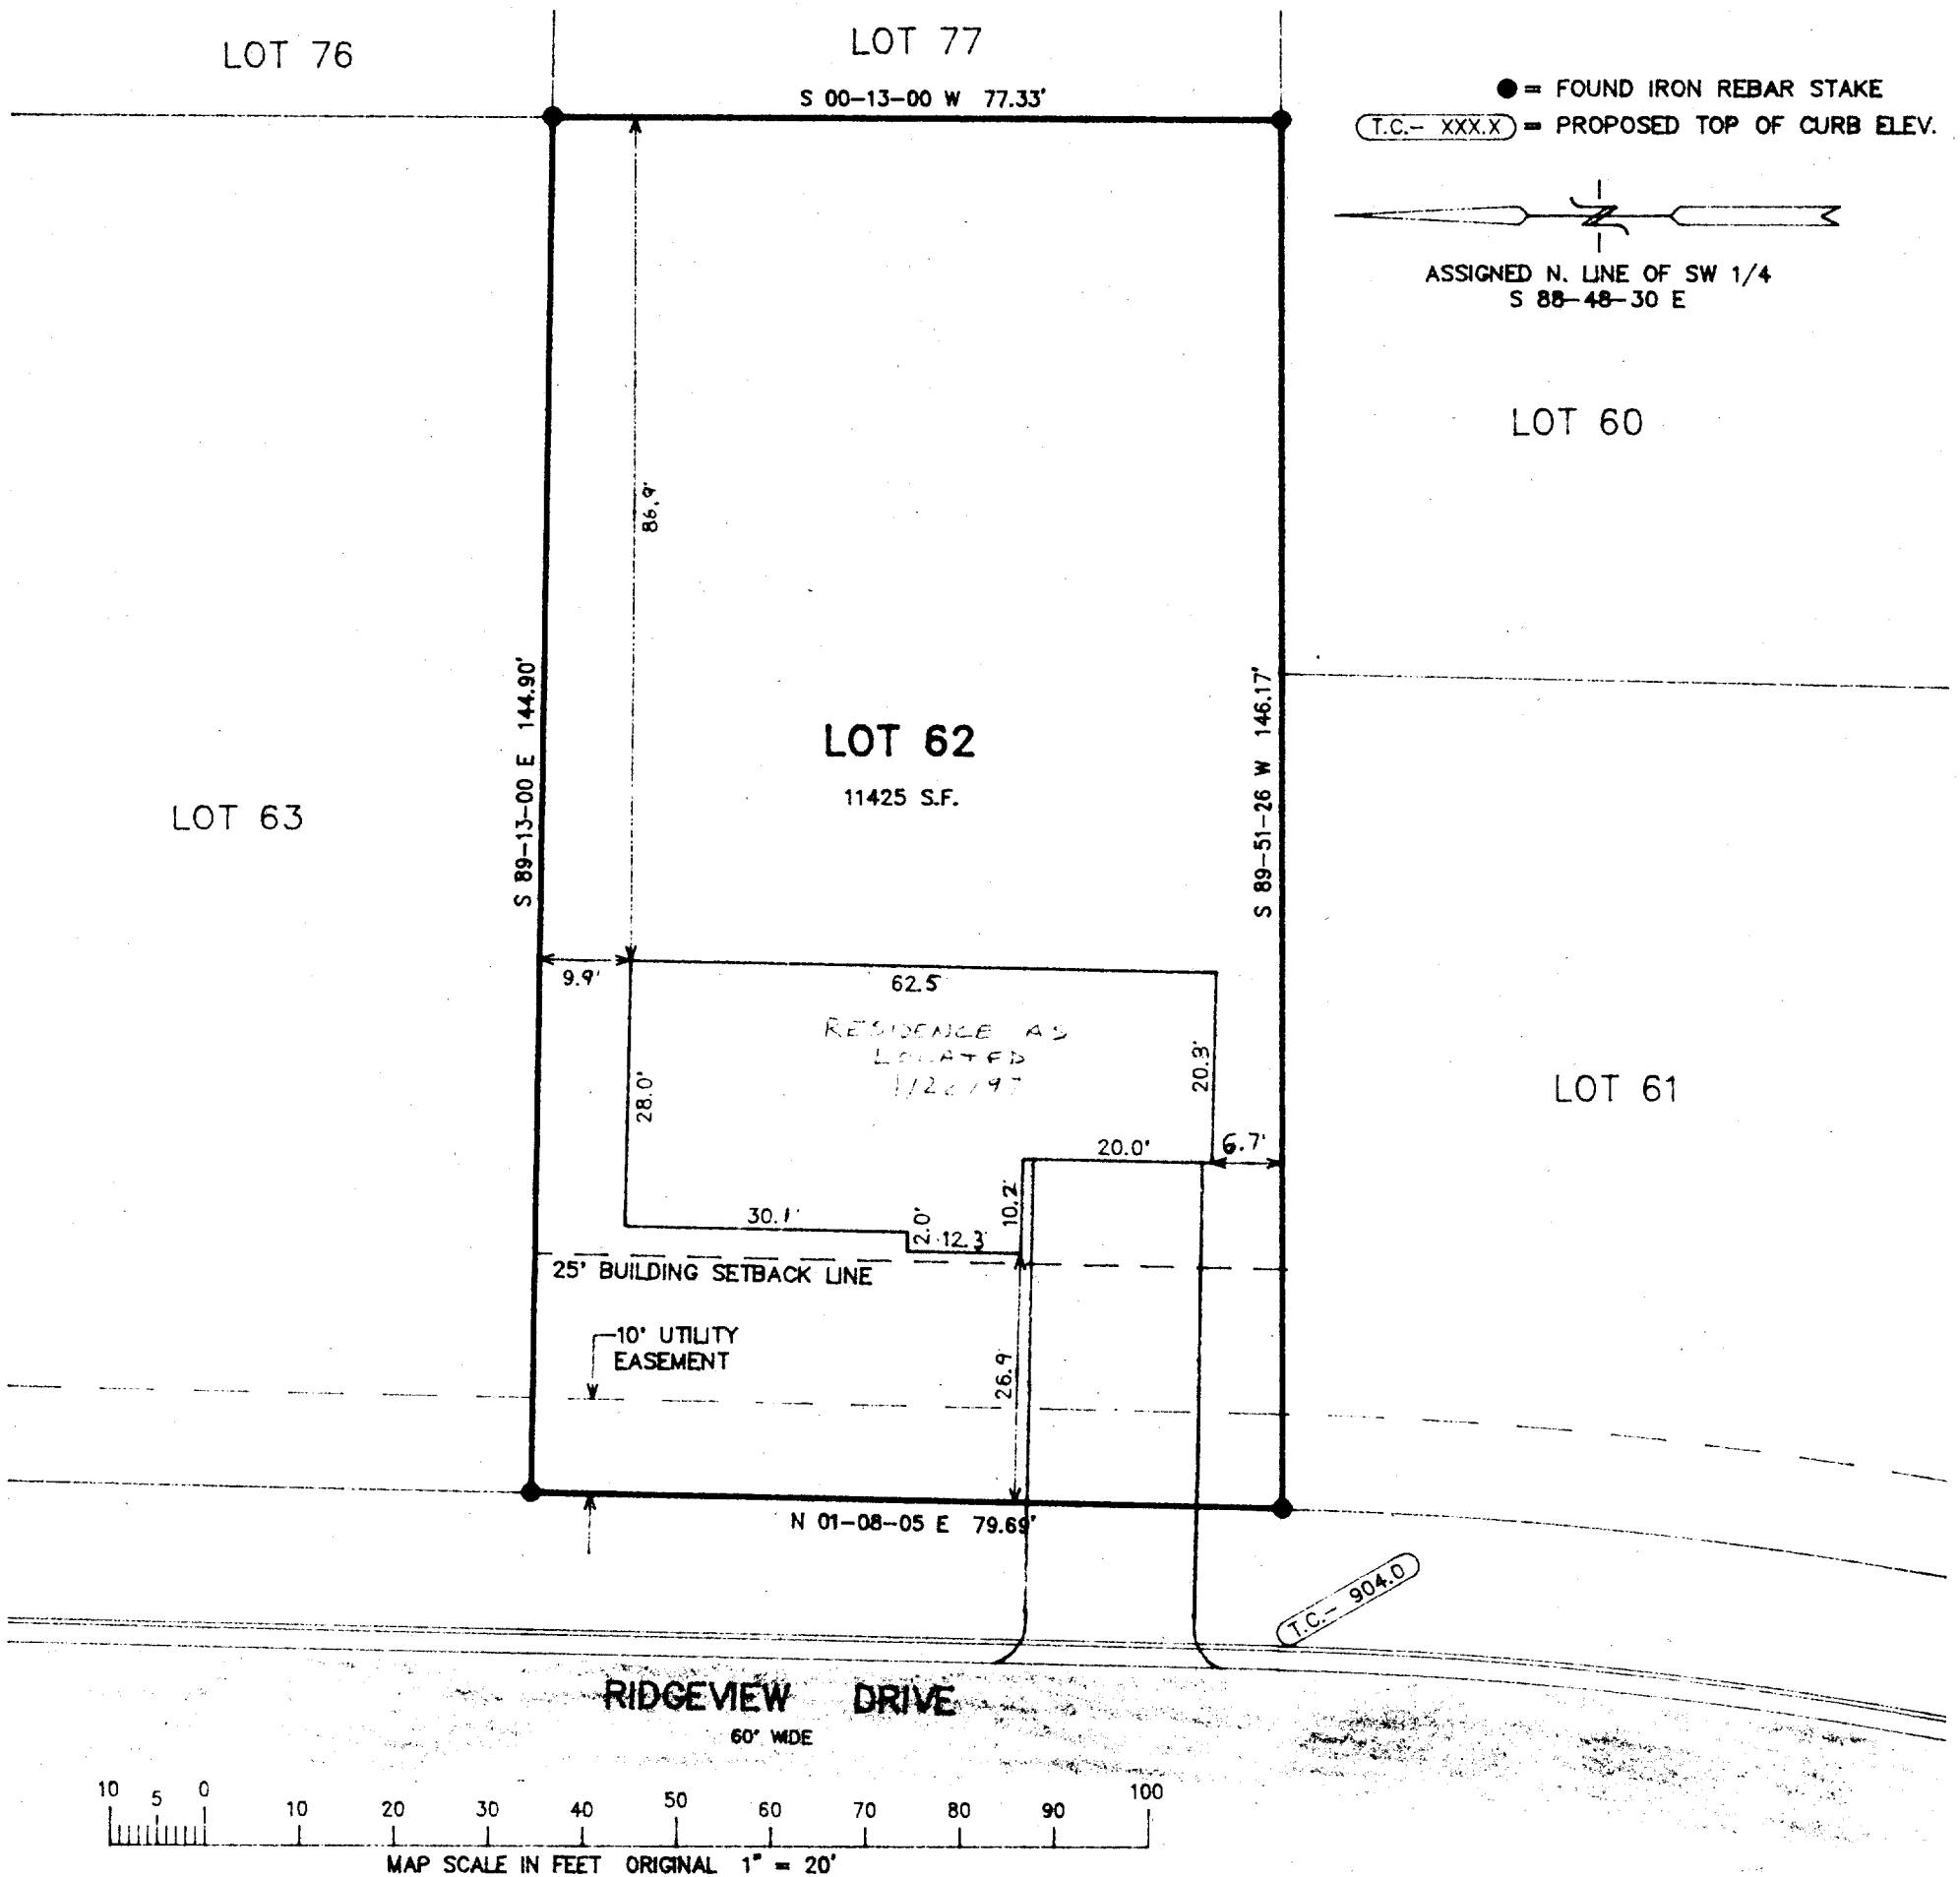 LOT 76
LOT 77
S 00-13-00 W 77.33'
● = FOUND IRON REBAR STAKE
T.C.- XXX.X = PROPOSED TOP OF CURB ELEV.
N
ASSIGNED N. LINE OF SW 1/4
S 88-48-30 E
LOT 60
86.9'
S 89-13-00 E 144.90'
LOT 62
11425 S.F.
S 89-51-26 W 146.17'
LOT 63
9.9'
62.5
RESIDENCE AS
LOCATED
28.0'
20.3'
LOT 61
20.0'
6.7'
30.1'
2.0'
12.3
10.2'
25' BUILDING SETBACK LINE
10' UTILITY
EASEMENT
26.9
N 01-08-05 E 79.69'
T.C.- 904.0
RIDGEVIEW DRIVE
60' WIDE
10 5 0 10 20 30 40 50 60 70 80 90 100
MAP SCALE IN FEET ORIGINAL 1" = 20'